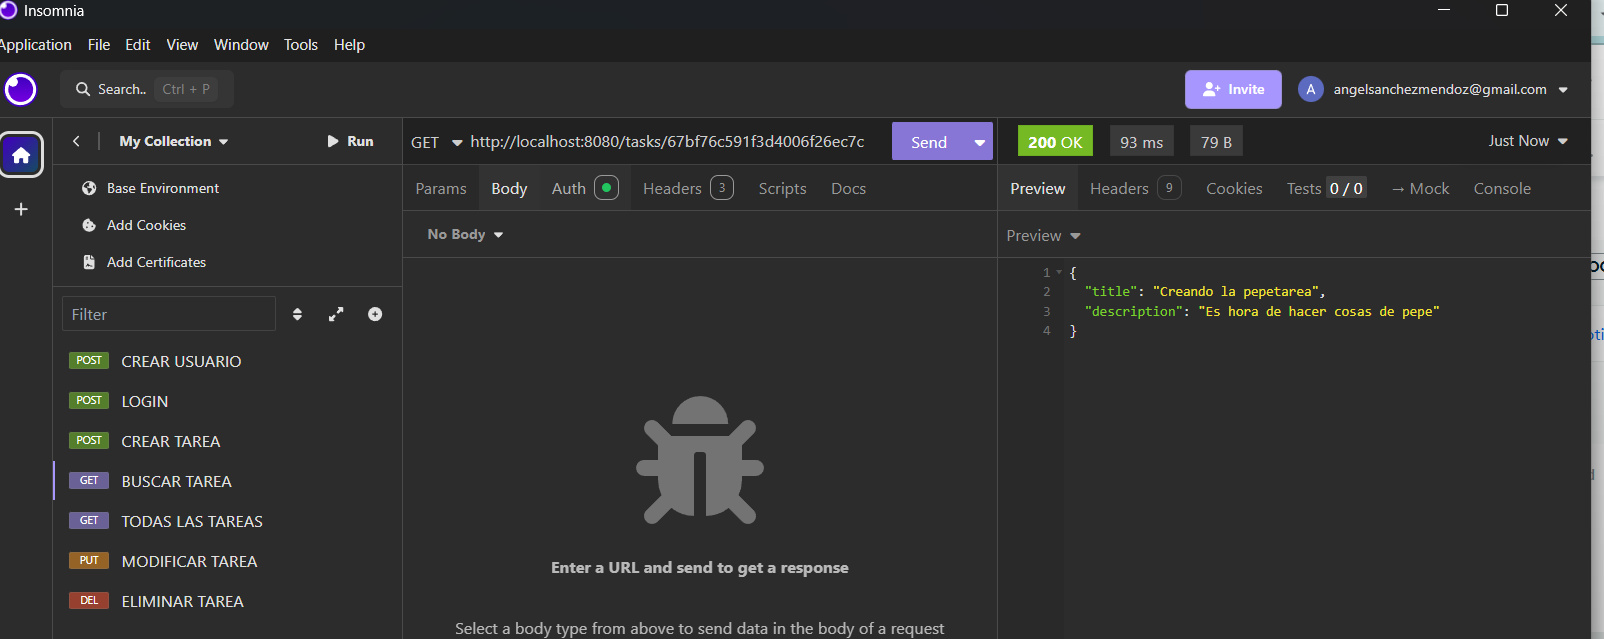 Insomnia
Application File Edit View Window Tools Help
Search.. Ctrl + P
Invite
A angelsanchezmendoz@gmail.com
My Collection
Run
GET http://localhost:8080/tasks/67bf76c591f3d4006f26ec7c
Send
200 OK 93 ms 79 B
Just Now
Base Environment
Add Cookies
Add Certificates
Filter
POST CREAR USUARIO
POST LOGIN
POST CREAR TAREA
GET BUSCAR TAREA
GET TODAS LAS TAREAS
PUT MODIFICAR TAREA
DEL ELIMINAR TAREA
Params Body Auth Headers 3 Scripts Docs
No Body
Enter a URL and send to get a response
Select a body type from above to send data in the body of a request
Preview Headers 9 Cookies Tests 0 / 0 → Mock Console
Preview
1 {
2 "title": "Creando la pepetarea",
3 "description": "Es hora de hacer cosas de pepe"
4 }